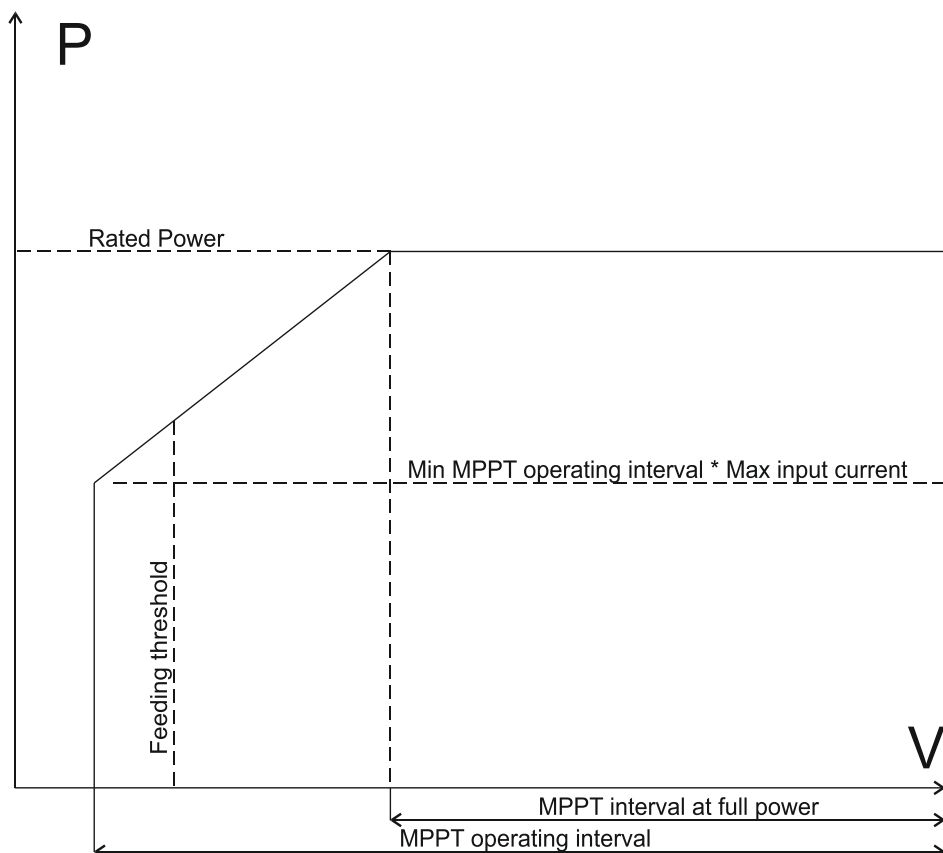 P
Rated Power
Min MPPT operating interval * Max input current
Feeding threshold
V
MPPT interval at full power
MPPT operating interval